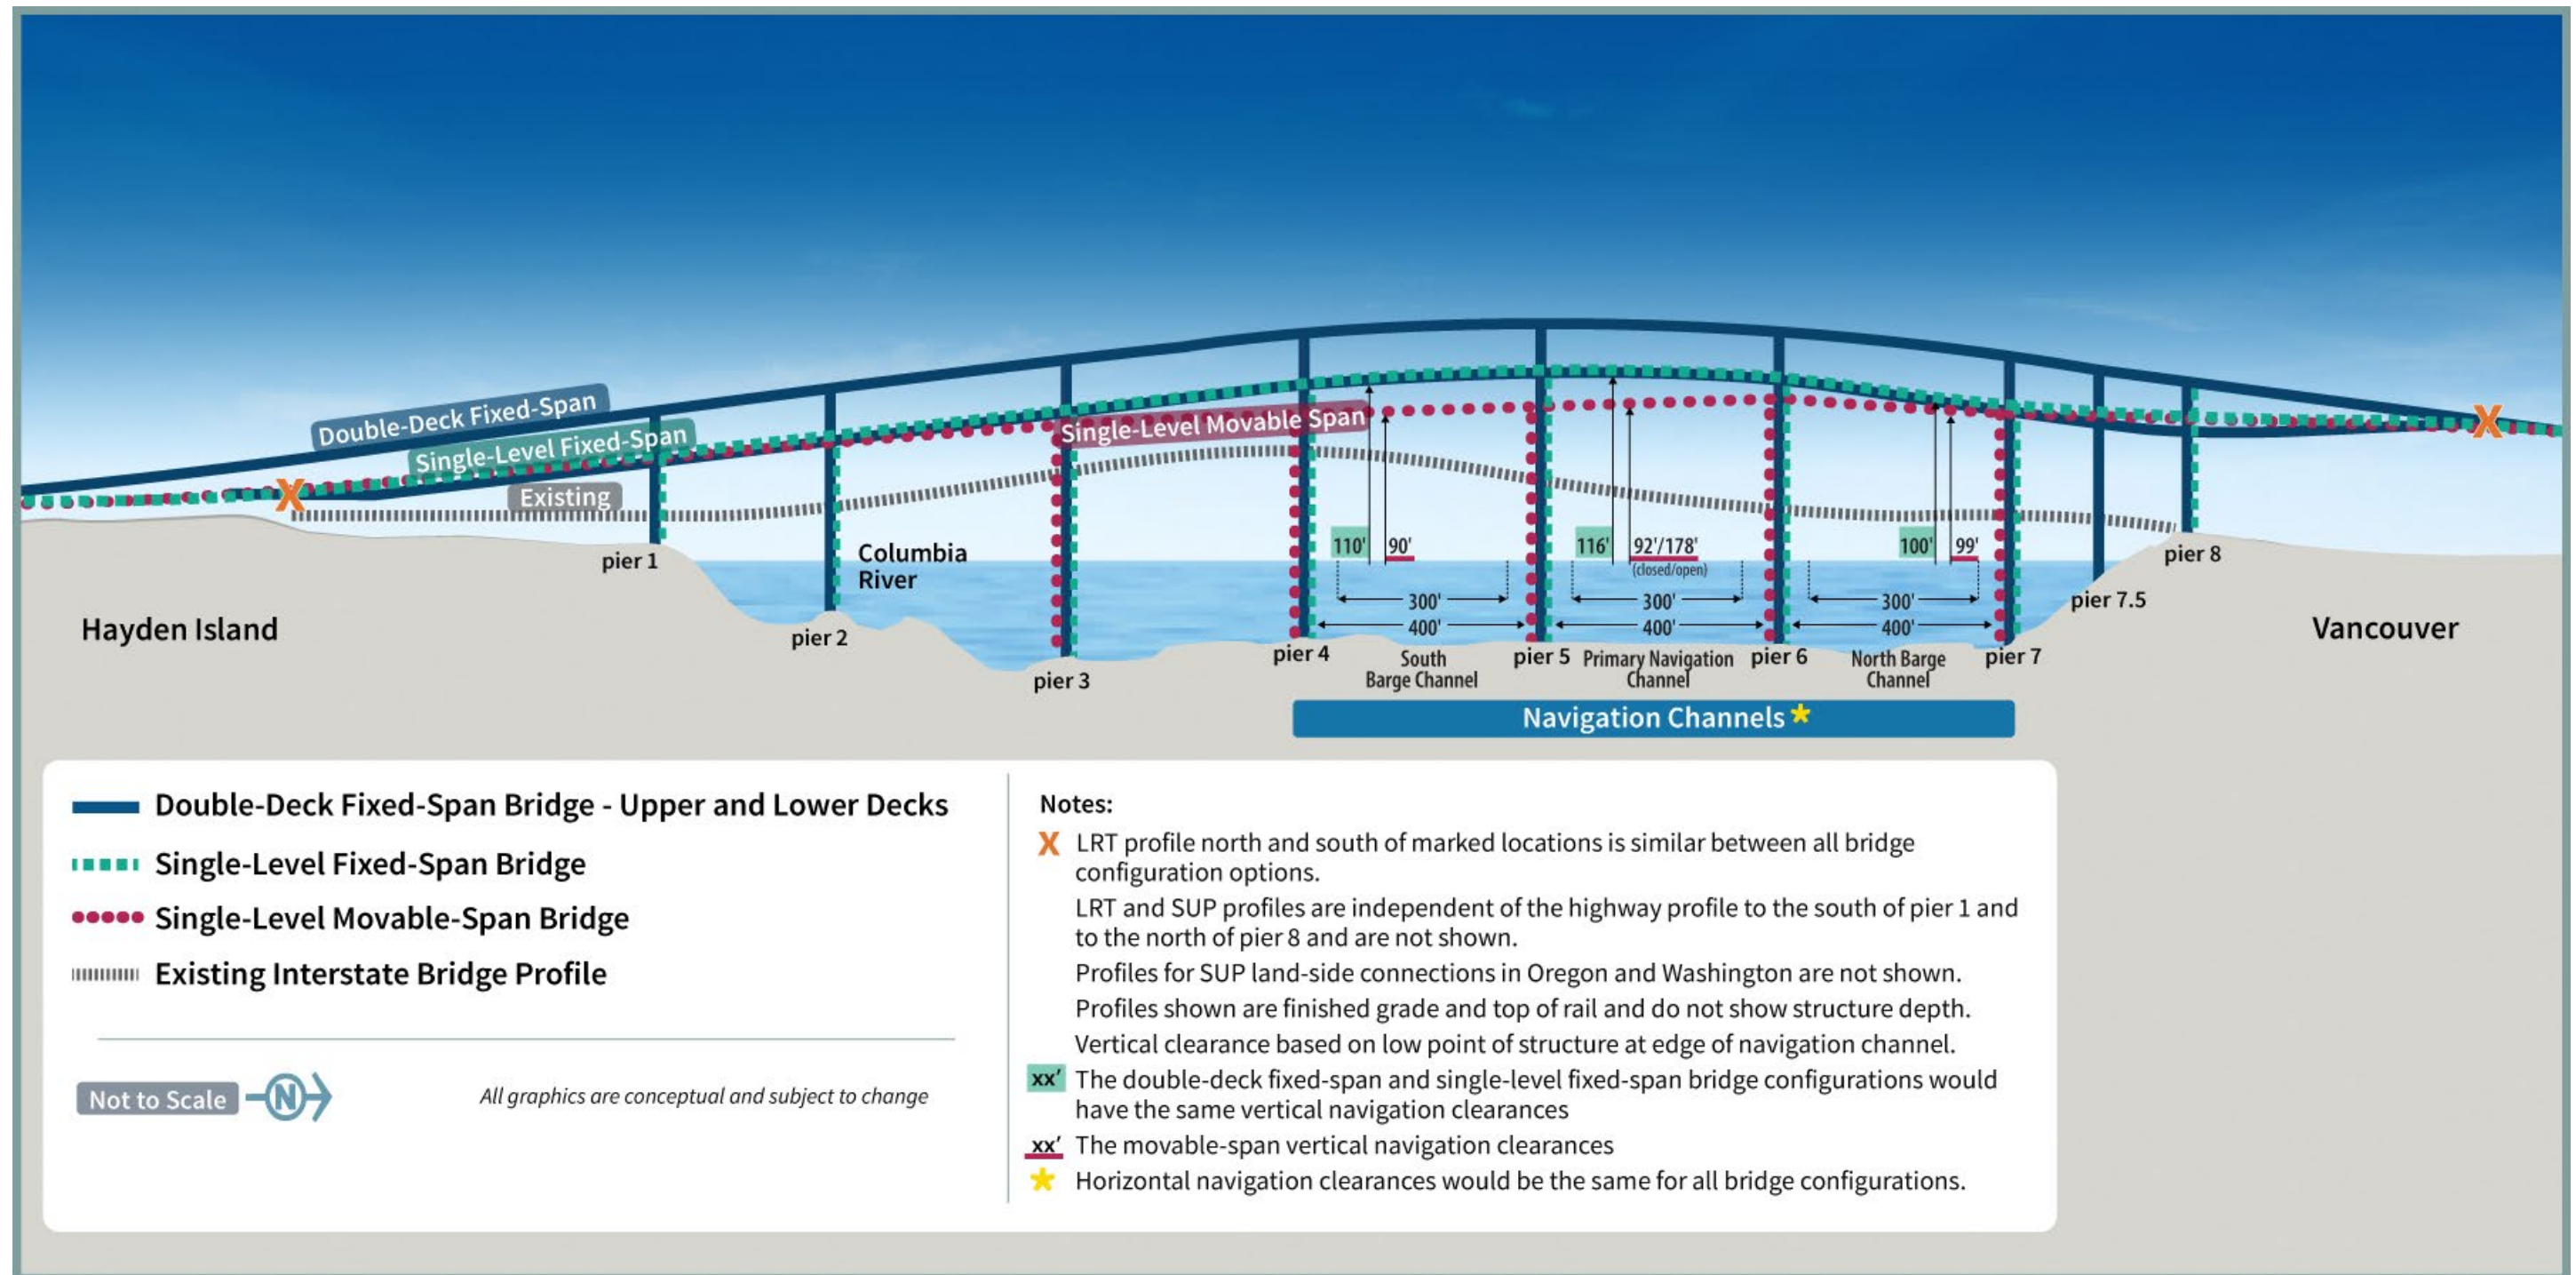 Double-Deck Fixed-Span
Single-Level Fixed-Span
Single-Level Movable Span
Existing
X
X
110'
90'
116'
92'/178'
(closed/open)
100'
99'
300'
300'
300'
400'
400'
400'
Columbia
River
Hayden Island
Vancouver
pier 1
pier 2
pier 3
pier 4
pier 5
pier 6
pier 7
pier 7.5
pier 8
South
Barge Channel
Primary Navigation
Channel
North Barge
Channel
Navigation Channels *
Double-Deck Fixed-Span Bridge - Upper and Lower Decks
Single-Level Fixed-Span Bridge
Single-Level Movable-Span Bridge
Existing Interstate Bridge Profile
Not to Scale
N
All graphics are conceptual and subject to change
Notes:
X LRT profile north and south of marked locations is similar between all bridge
configuration options.
LRT and SUP profiles are independent of the highway profile to the south of pier 1 and
to the north of pier 8 and are not shown.
Profiles for SUP land-side connections in Oregon and Washington are not shown.
Profiles shown are finished grade and top of rail and do not show structure depth.
Vertical clearance based on low point of structure at edge of navigation channel.
xx' The double-deck fixed-span and single-level fixed-span bridge configurations would
have the same vertical navigation clearances
xx' The movable-span vertical navigation clearances
* Horizontal navigation clearances would be the same for all bridge configurations.